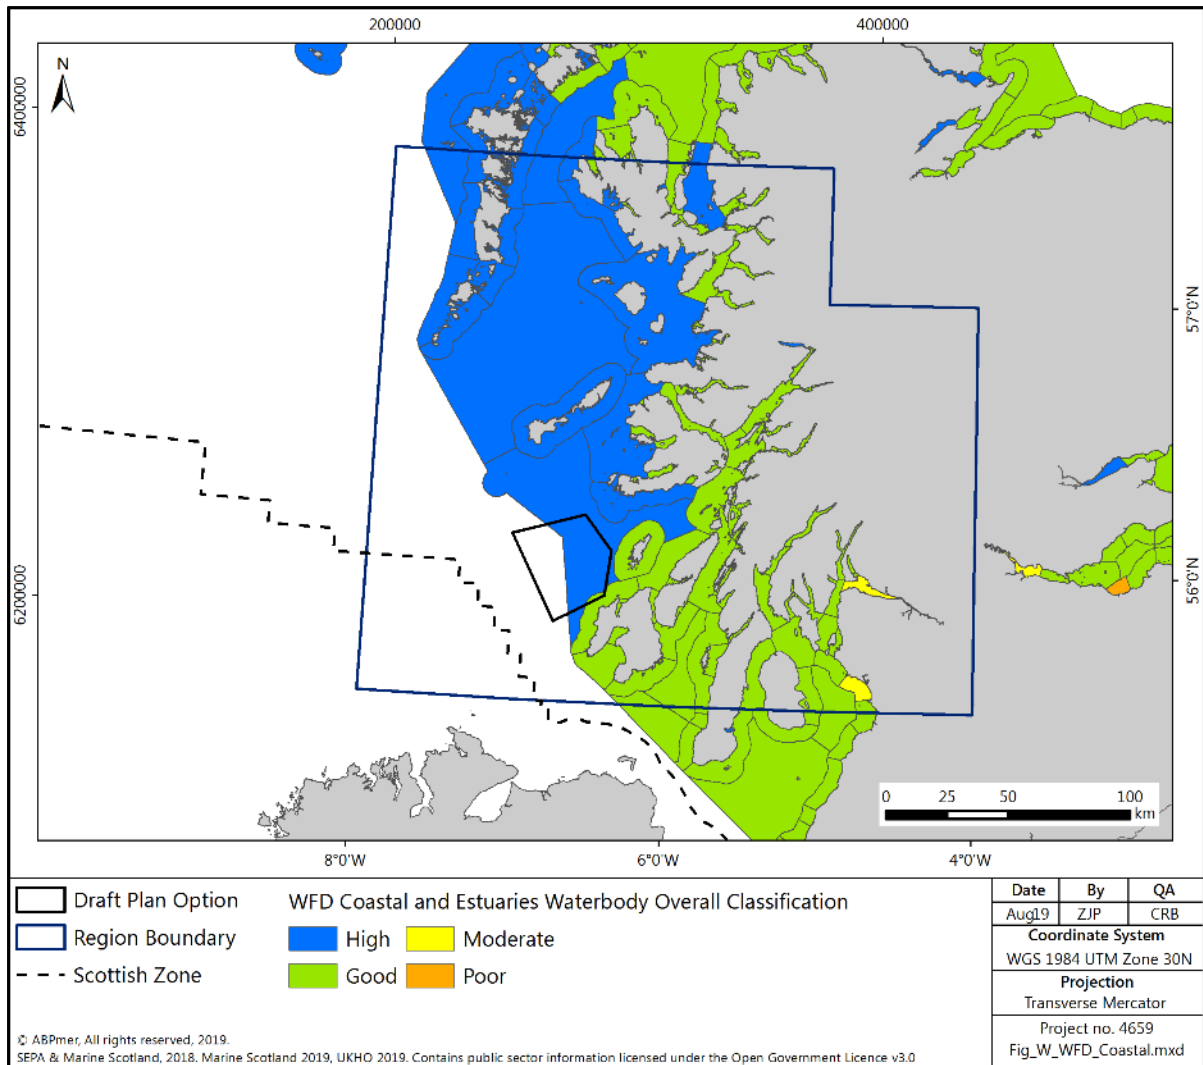 200000
400000
N
6400000
57°0'N
6200000
56°0'N
0 25 50 100
km
8°0'W
6°0'W
4°0'W
Draft Plan Option
Region Boundary
Scottish Zone
WFD Coastal and Estuaries Waterbody Overall Classification
High
Moderate
Good
Poor
Date By QA
Aug19 ZJP CRB
Coordinate System
WGS 1984 UTM Zone 30N
Projection
Transverse Mercator
Project no. 4659
Fig_W_WFD_Coastal.mxd
© ABPmer, All rights reserved, 2019.
SEPA & Marine Scotland, 2018. Marine Scotland 2019, UKHO 2019. Contains public sector information licensed under the Open Government Licence v3.0